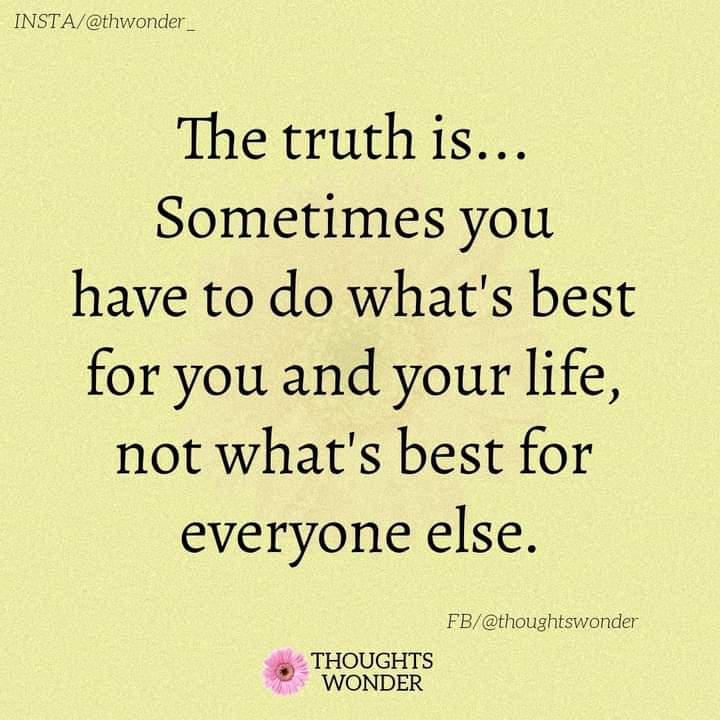 INSTA/@thwonder_
The truth is...
Sometimes you
have to do what's best
for you and your life,
not what's best for
everyone else.
FB/@thoughtswonder
THOUGHTS
WONDER